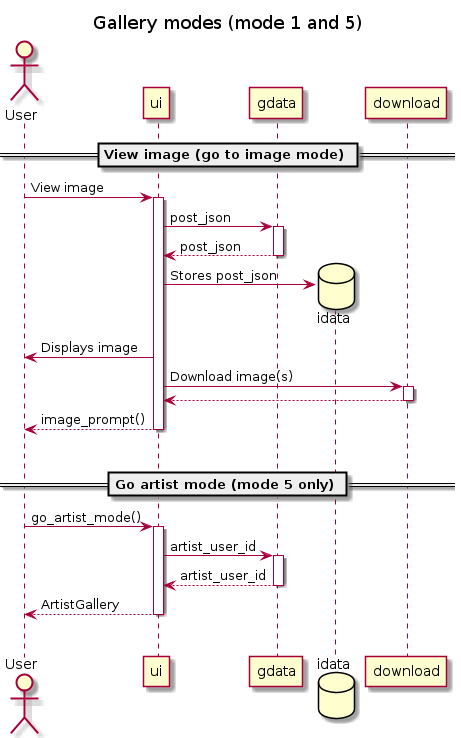 Gallery modes (mode 1 and 5)
User
ui
gdata
download
View image (go to image mode)
View image
post_json
post_json
Stores post_json
idata
Displays image
Download image(s)
image_prompt()
Go artist mode (mode 5 only)
go_artist_mode()
artist_user_id
artist_user_id
ArtistGallery
User
ui
gdata
idata
download